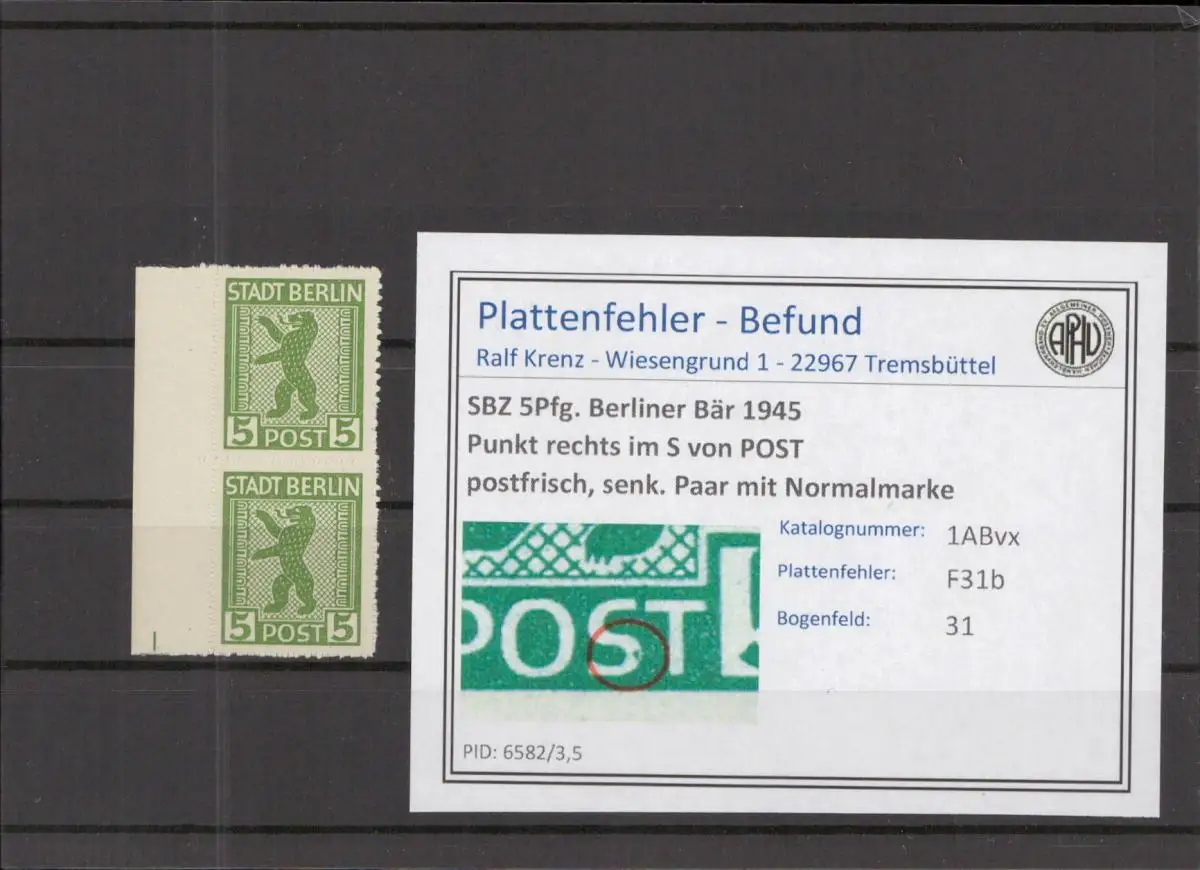 STADT BERLIN
5 POST 5
STADT BERLIN
5 POST 5
Plattenfehler - Befund
Ralf Krenz - Wiesengrund 1 - 22967 Tremsbüttel
APHV
SBZ 5Pfg. Berliner Bär 1945
Punkt rechts im S von POST
postfrisch, senk. Paar mit Normalmarke
POST
Katalognummer: 1ABvx
Plattenfehler: F31b
Bogenfeld: 31
PID: 6582/3,5